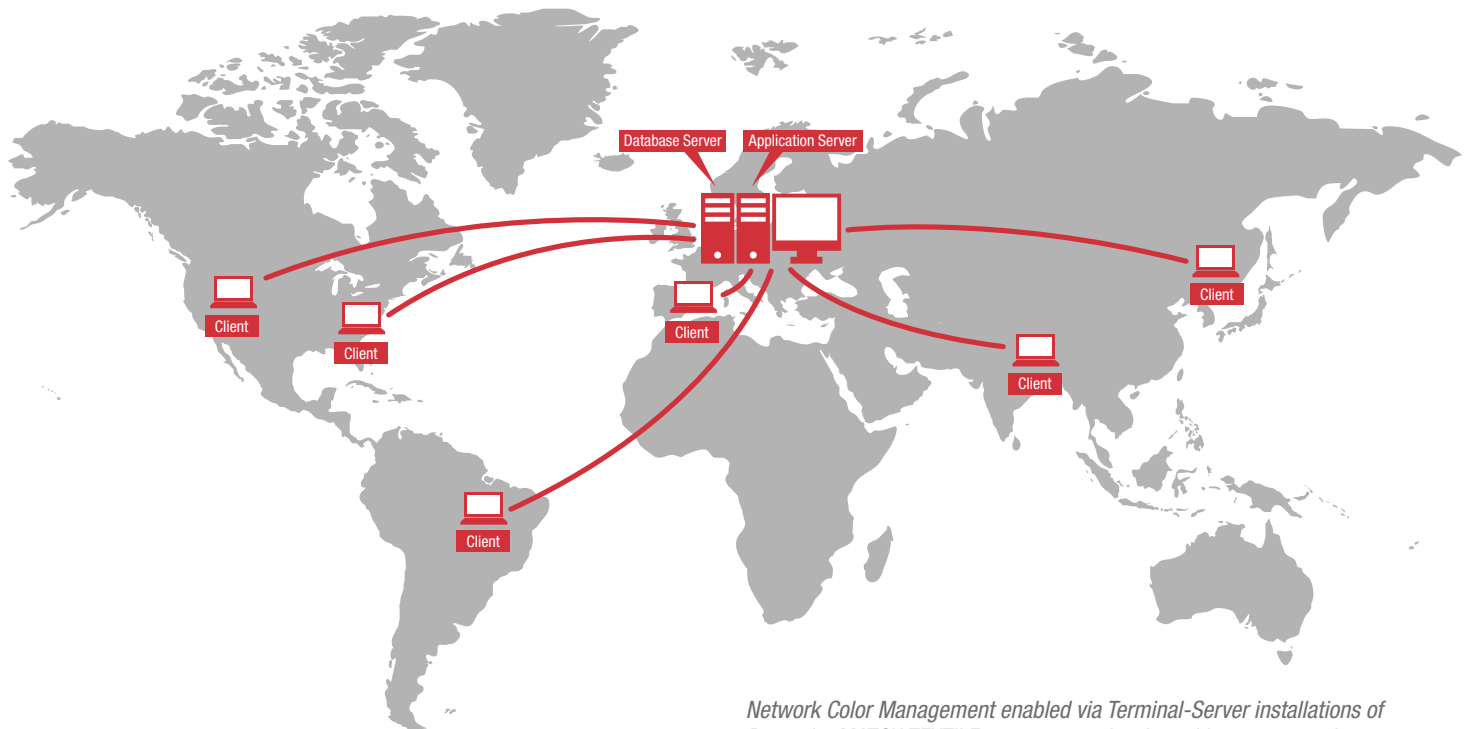 Database Server
Application Server
Client
Client
Client
Client
Client
Client
Network Color Management enabled via Terminal-Server installations of